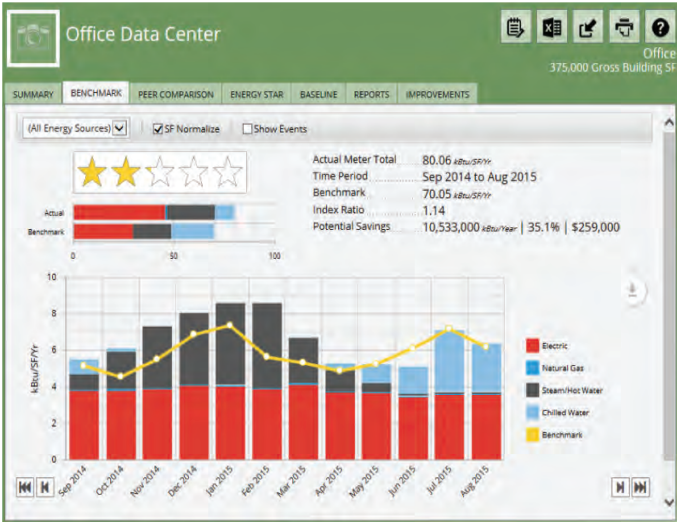 Office Data Center
Office
375,000 Gross Building SF
SUMMARY BENCHMARK PEER COMPARISON ENERGY STAR BASELINE REPORTS IMPROVEMENTS
(All Energy Sources) SF Normalize Show Events
Actual Meter Total 80.06 kBtu/SF/Yr
Time Period Sep 2014 to Aug 2015
Benchmark 70.05 kBtu/SF/Yr
Index Ratio 1.14
Potential Savings 10,533,000 kBtu/Year | 35.1% | $259,000
Actual
Benchmark
0 50 100
kBtu/SF/Yr
10
8
6
4
2
0
Sep 2014 Oct 2014 Nov 2014 Dec 2014 Jan 2015 Feb 2015 Mar 2015 Apr 2015 May 2015 Jun 2015 Jul 2015 Aug 2015
Electric
Natural Gas
Steam/Hot Water
Chilled Water
Benchmark